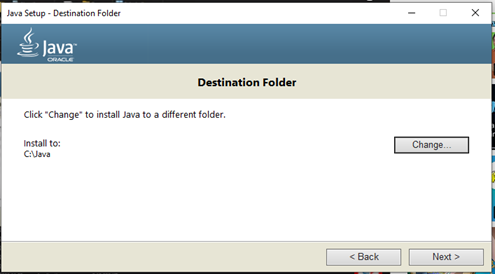 Java Setup - Destination Folder
Java
ORACLE
Destination Folder
Click "Change" to install Java to a different folder.
Install to:
C:\Java
Change...
< Back
Next >